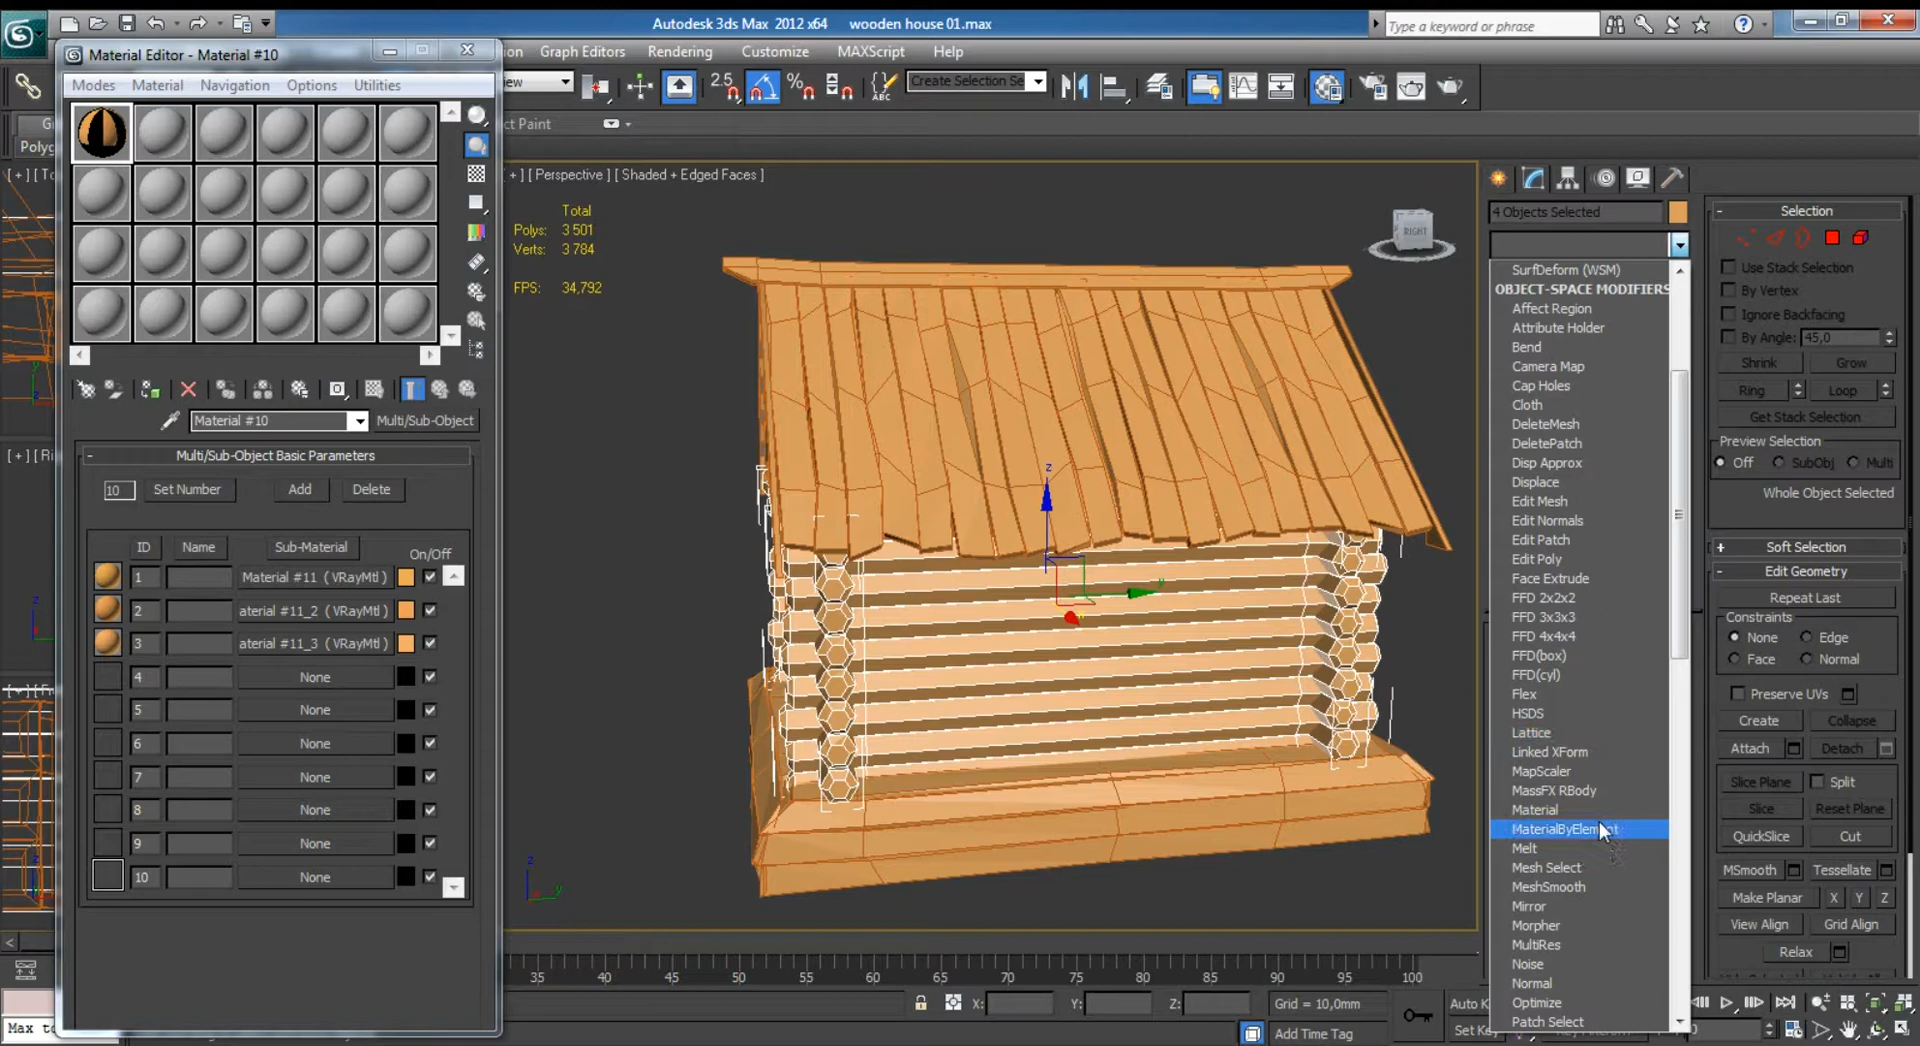 Autodesk 3ds Max 2012 x64 wooden house 01.max
Type a keyword or phrase
Material Editor - Material #10
Graph Editors Rendering Customize MAXScript Help
Modes Material Navigation Options Utilities
2.5
Create Selection Se
ABC
ct Paint
Polyg
[ + ] [ Perspective ] [ Shaded + Edged Faces ]
Total
Polys: 3 501
Verts: 3 784
FPS: 34,792
RIGHT
z
Material #10
Multi/Sub-Object
- Multi/Sub-Object Basic Parameters
10 Set Number Add Delete
ID Name Sub-Material On/Off
1 Material #11 ( VRayMtl )
2 aterial #11_2 ( VRayMtl )
3 aterial #11_3 ( VRayMtl )
4 None
5 None
6 None
7 None
8 None
9 None
10 None
4 Objects Selected
SurfDeform (WSM)
OBJECT-SPACE MODIFIERS
Affect Region
Attribute Holder
Bend
Camera Map
Cap Holes
Cloth
DeleteMesh
DeletePatch
Disp Approx
Displace
Edit Mesh
Edit Normals
Edit Patch
Edit Poly
Face Extrude
FFD 2x2x2
FFD 3x3x3
FFD 4x4x4
FFD(box)
FFD(cyl)
Flex
HSDS
Lattice
Linked XForm
MapScaler
MassFX RBody
Material
MaterialByElement
Melt
Mesh Select
MeshSmooth
Mirror
Morpher
MultiRes
Noise
Normal
Optimize
Patch Select
- Selection
Use Stack Selection
By Vertex
Ignore Backfacing
By Angle: 45,0
Shrink Grow
Ring Loop
Get Stack Selection
Preview Selection
Off SubObj Multi
Whole Object Selected
+ Soft Selection
- Edit Geometry
Repeat Last
Constraints
None Edge
Face Normal
Preserve UVs
Create Collapse
Attach Detach
Slice Plane Split
Slice Reset Plane
QuickSlice Cut
MSmooth Tessellate
Make Planar X Y Z
View Align Grid Align
Relax
35 40 45 50 55 60 65 70 75 80 85 90 95 100
X: Y: Z: Grid = 10,0mm Auto K
Max to
Add Time Tag Set Key